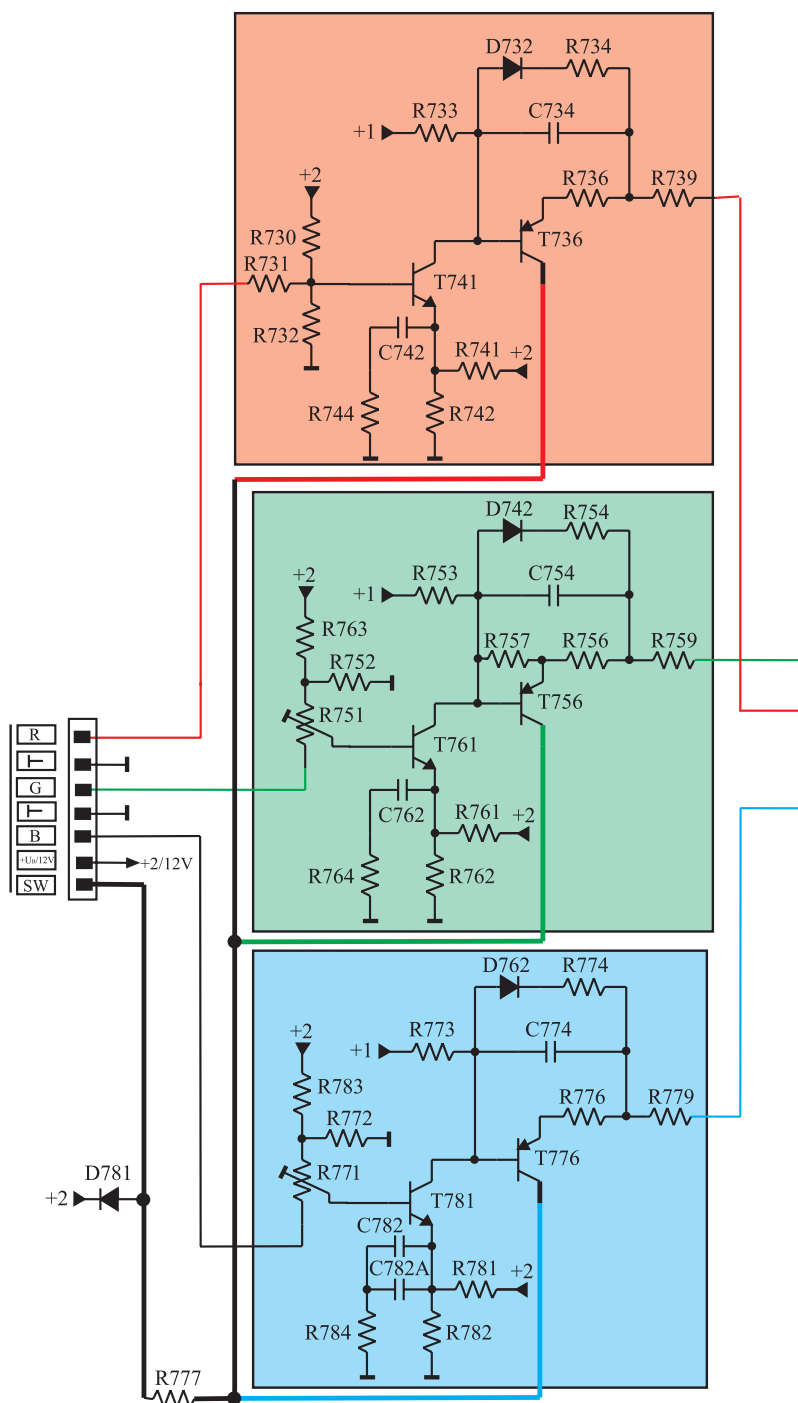 D732
R734
R733
C734
+1
+2
R736
R739
R730
T736
R731
T741
R732
C742
R741
+2
R744
R742
D742
R754
+2
R753
C754
+1
R763
R757
R756
R759
R752
R751
T756
R
T761
T
G
T
C762
R761
+2
B
+UB/12V
+2/12V
SW
R764
R762
D762
R774
+2
R773
C774
+1
R783
R776
R779
R772
T776
R771
D781
+2
T781
C782
C782A
R781
+2
R784
R782
R777